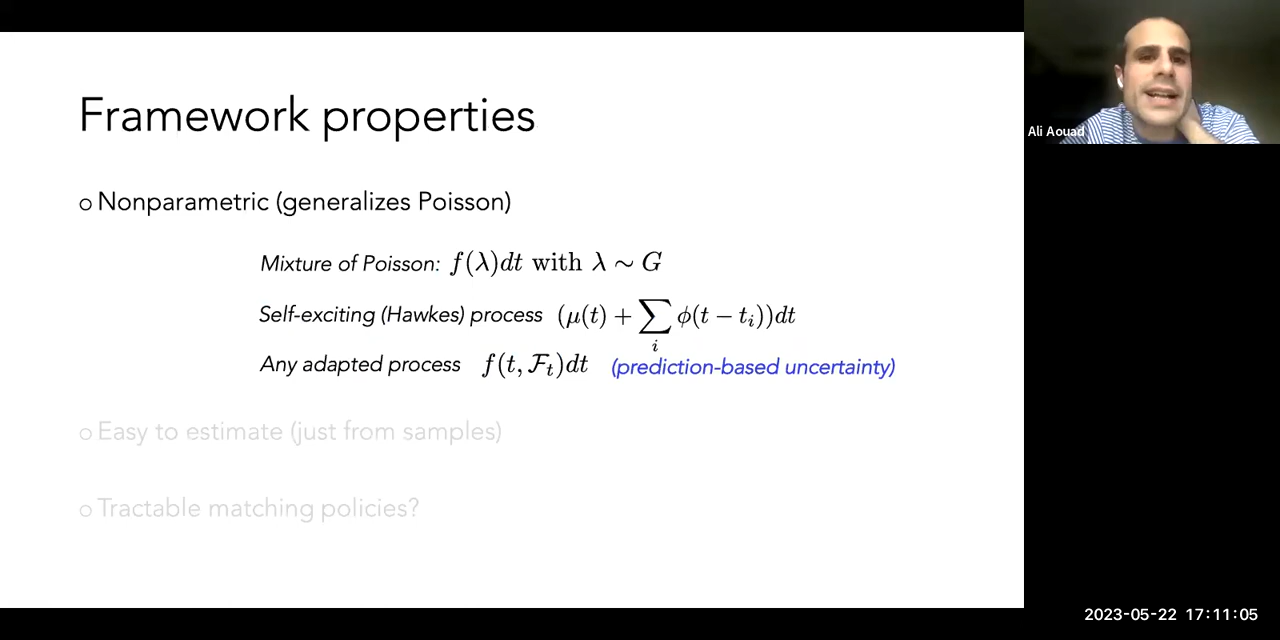 Framework properties
Ali Aouad
○ Nonparametric (generalizes Poisson)
Mixture of Poisson: f(λ)dt with λ ∼ G
Self-exciting (Hawkes) process (μ(t) + ∑_i φ(t − t_i))dt
Any adapted process f(t, ℱ_t)dt (prediction-based uncertainty)
○ Easy to estimate (just from samples)
○ Tractable matching policies?
2023-05-22 17:11:05